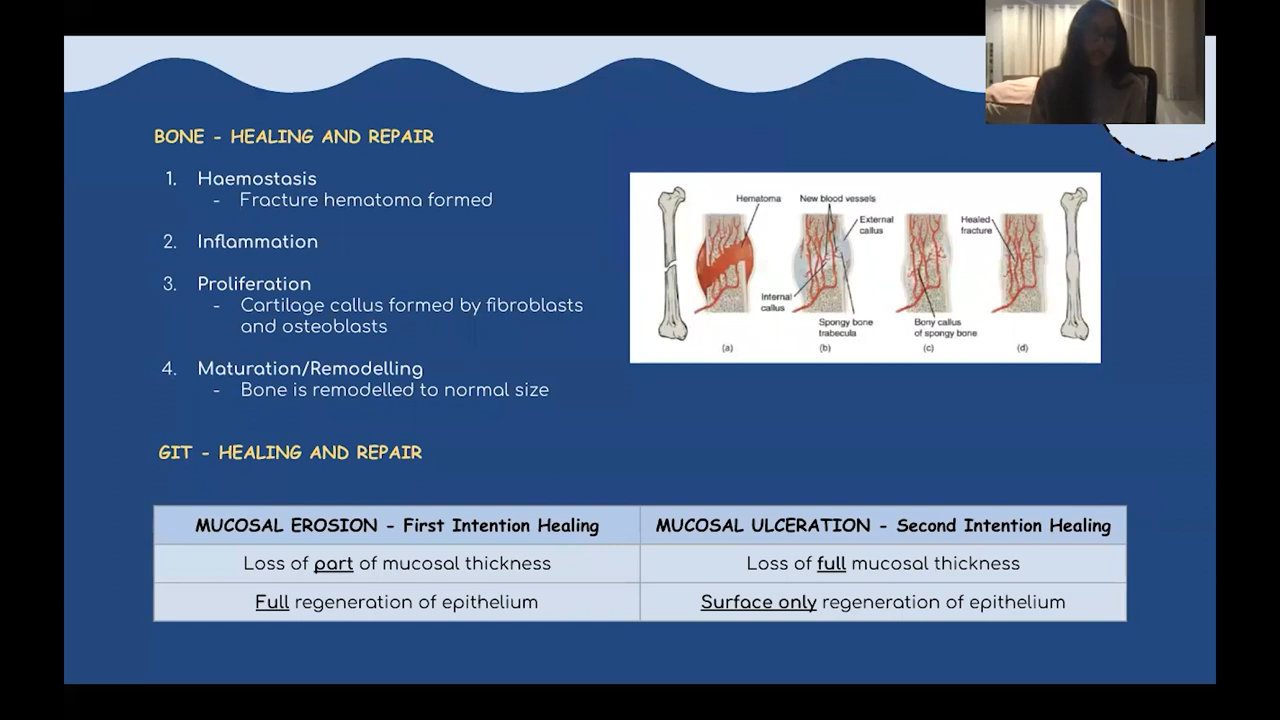 BONE - HEALING AND REPAIR
1. Haemostasis
- Fracture hematoma formed
2. Inflammation
3. Proliferation
- Cartilage callus formed by fibroblasts
and osteoblasts
4. Maturation/Remodelling
- Bone is remodelled to normal size
Hematoma
New blood vessels
External
callus
Healed
fracture
Internal
callus
Spongy bone
trabecula
Bony callus
of spongy bone
(a) (b) (c) (d)
GIT - HEALING AND REPAIR
MUCOSAL EROSION - First Intention Healing
MUCOSAL ULCERATION - Second Intention Healing
Loss of part of mucosal thickness
Loss of full mucosal thickness
Full regeneration of epithelium
Surface only regeneration of epithelium